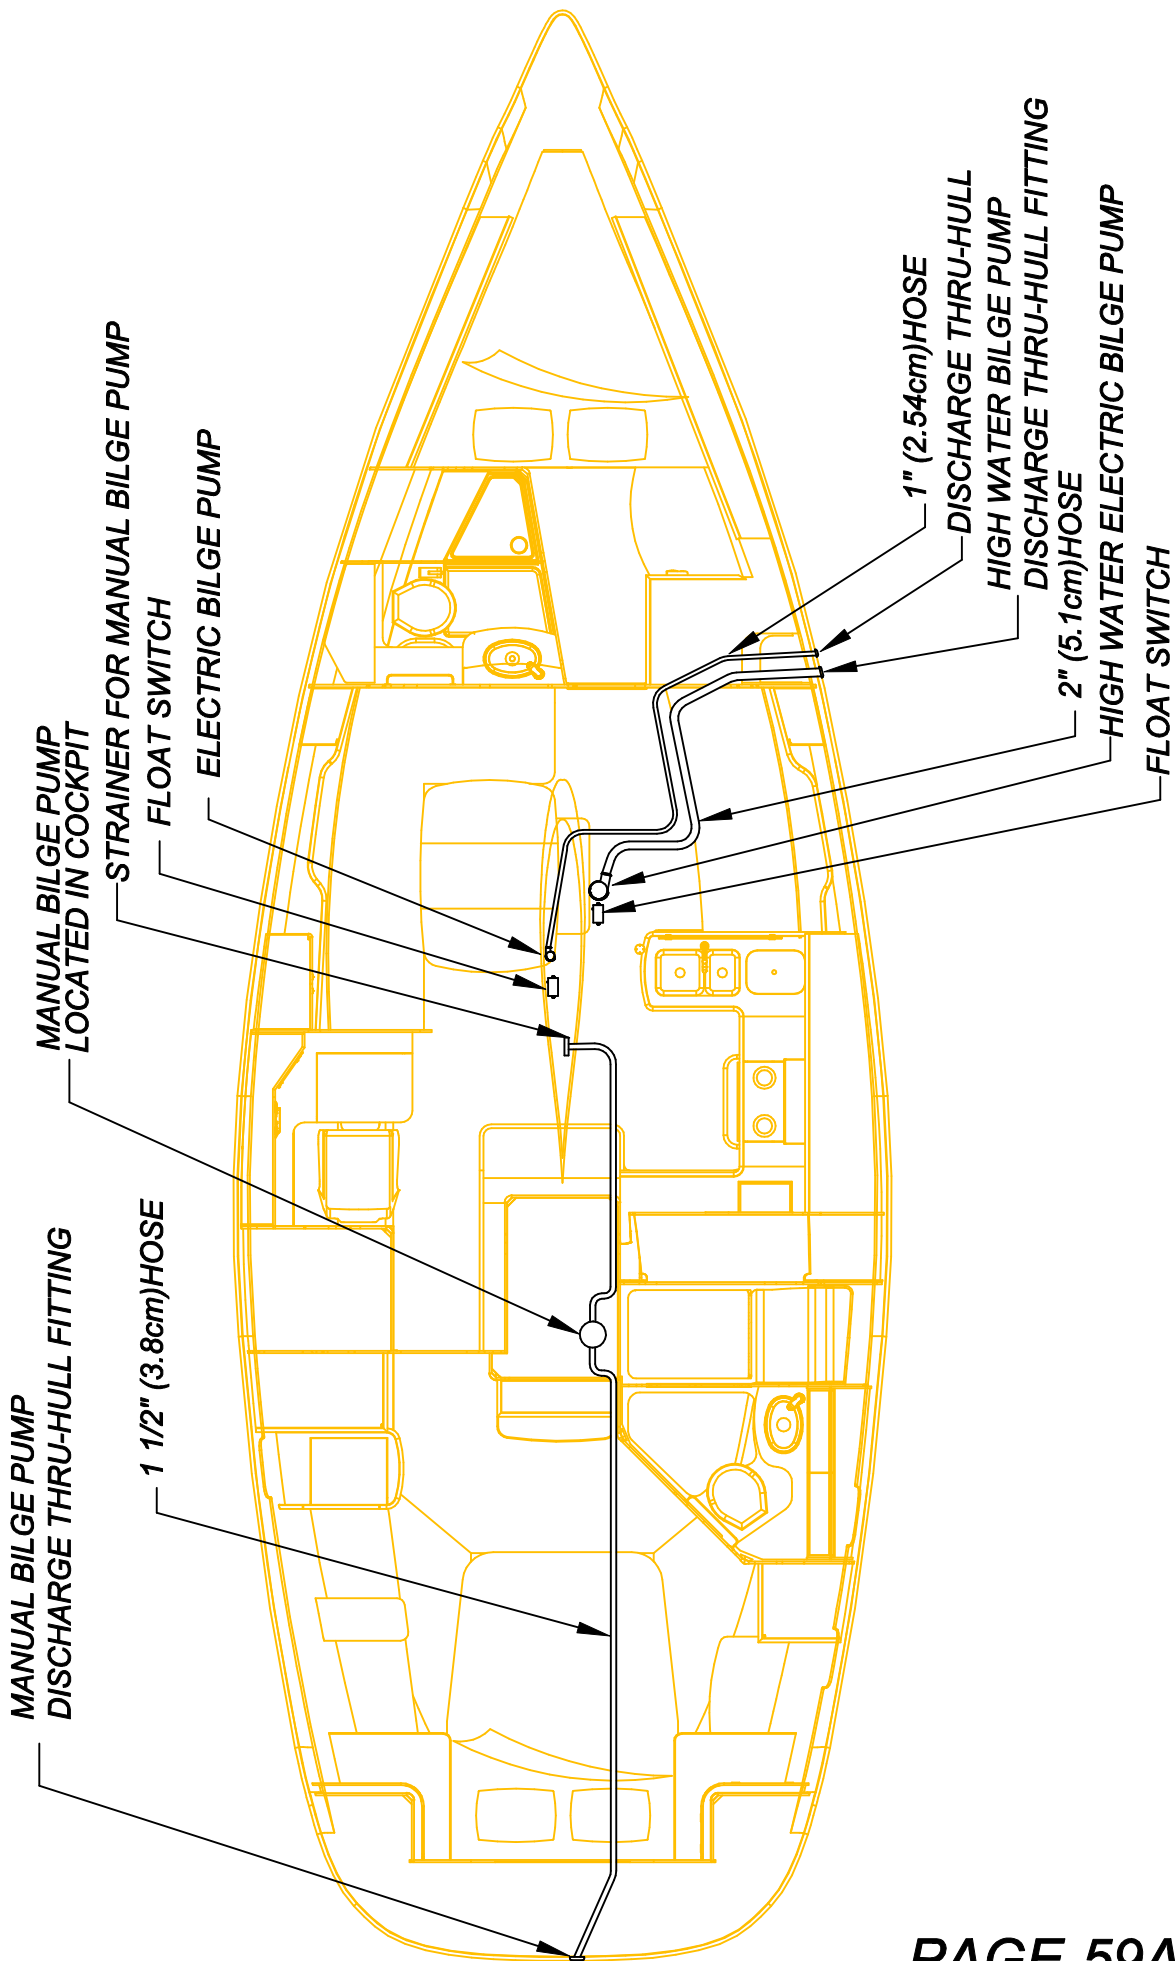 MANUAL BILGE PUMP
DISCHARGE THRU-HULL FITTING
1 1/2" (3.8cm)HOSE
MANUAL BILGE PUMP
LOCATED IN COCKPIT
STRAINER FOR MANUAL BILGE PUMP
FLOAT SWITCH
ELECTRIC BILGE PUMP
1" (2.54cm)HOSE
DISCHARGE THRU-HULL
HIGH WATER BILGE PUMP
DISCHARGE THRU-HULL FITTING
2" (5.1cm)HOSE
HIGH WATER ELECTRIC BILGE PUMP
FLOAT SWITCH
PAGE 59A